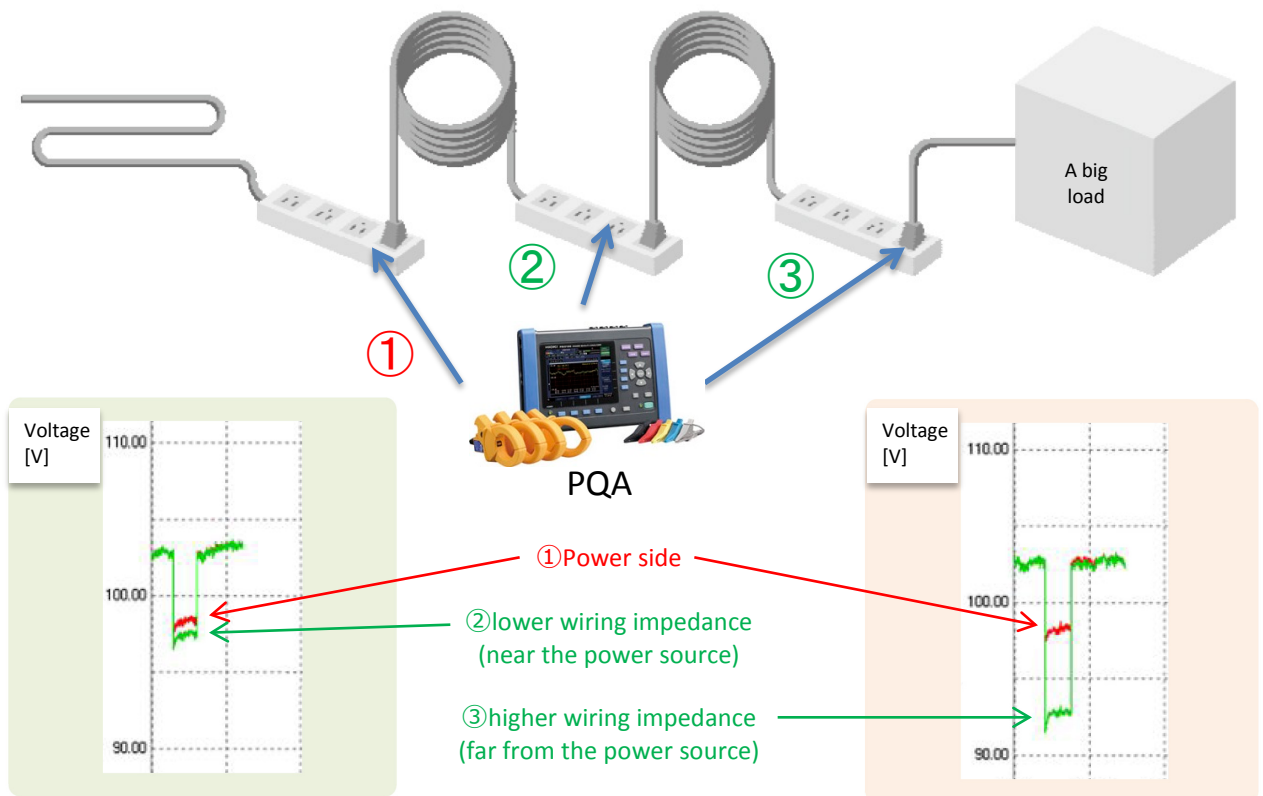 A big
load
②
③
①
Voltage
[V]
110.00
100.00
90.00
PQA
Voltage
[V]
110.00
100.00
90.00
①Power side
②lower wiring impedance
(near the power source)
③higher wiring impedance
(far from the power source)